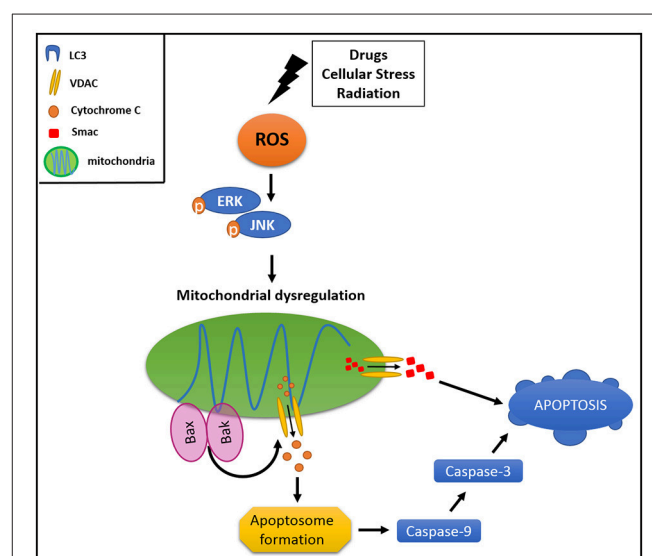 LC3
VDAC
Cytochrome C
Smac
mitochondria
Drugs
Cellular Stress
Radiation
ROS
p
ERK
p
JNK
Mitochondrial dysregulation
Bax
Bak
APOPTOSIS
Caspase-3
Apoptosome
formation
Caspase-9